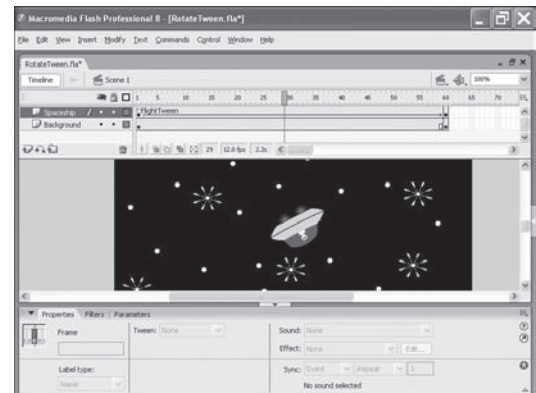 Macromedia Flash Professional 8 - [RotateTween.fla*]
File Edit View Insert Modify Text Commands Control Window Help
RotateTween.fla*
Timeline Scene 1 100%
1 5 10 15 20 25 30 35 40 45 50 55 60 65 70
Spaceship FlightTween
Background
29 12.0 fps 2.3s
Properties Filters Parameters
Frame Tween: None Sound: None
Effect: None Edit...
Label type: Sync: Event Repeat 1
Name No sound selected